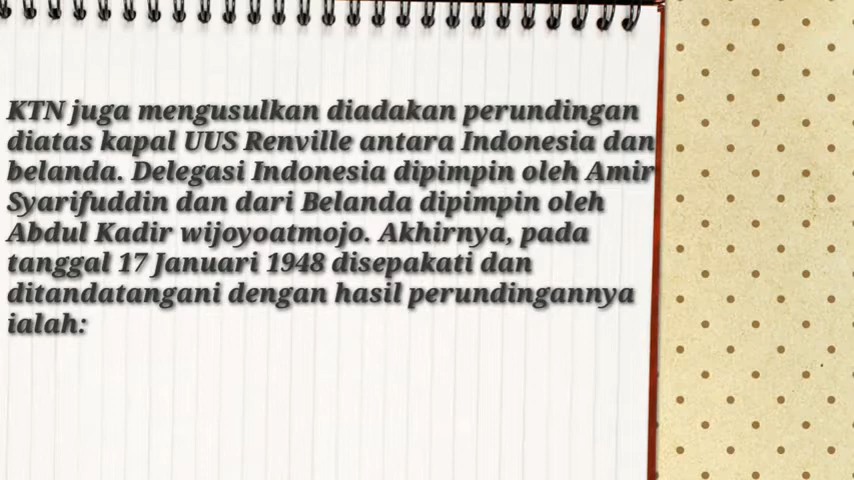 KTN juga mengusulkan diadakan perundingan
diatas kapal UUS Renville antara Indonesia dan
belanda. Delegasi Indonesia dipimpin oleh Amir
Syarifuddin dan dari Belanda dipimpin oleh
Abdul Kadir wijoyoatmojo. Akhirnya, pada
tanggal 17 Januari 1948 disepakati dan
ditandatangani dengan hasil perundingannya
ialah: